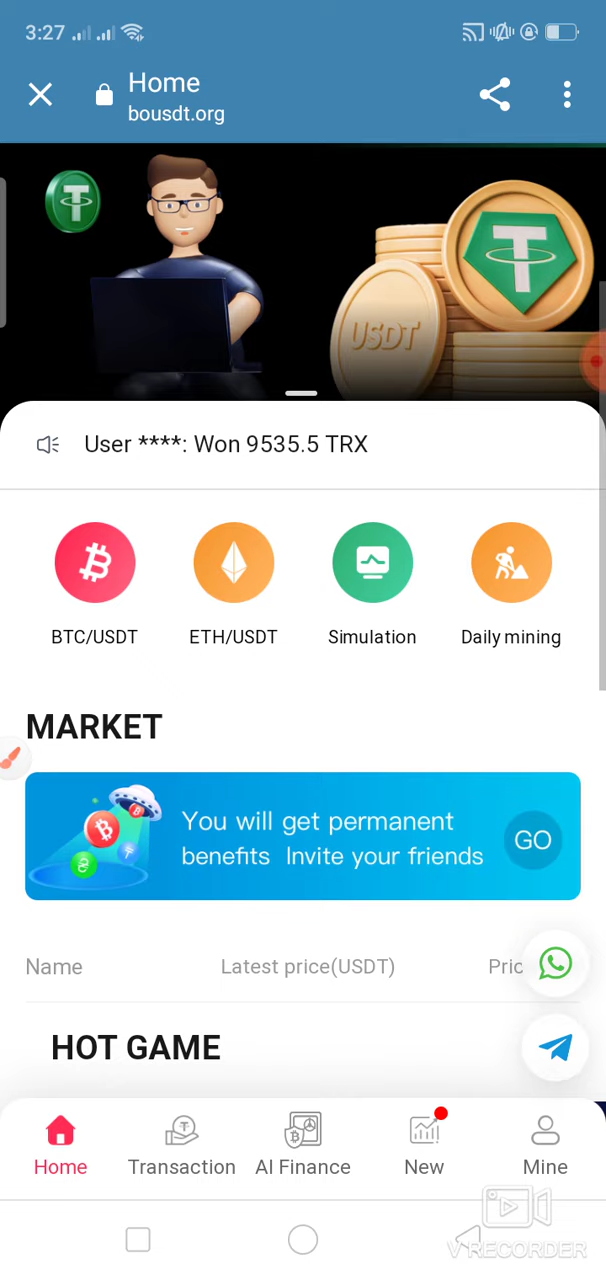 3:27
Home
bousdt.org
USDT
User ****: Won 9535.5 TRX
BTC/USDT
ETH/USDT
Simulation
Daily mining
MARKET
You will get permanent
benefits Invite your friends
GO
Name
Latest price(USDT)
Pric
HOT GAME
Home
Transaction
AI Finance
New
Mine
V RECORDER